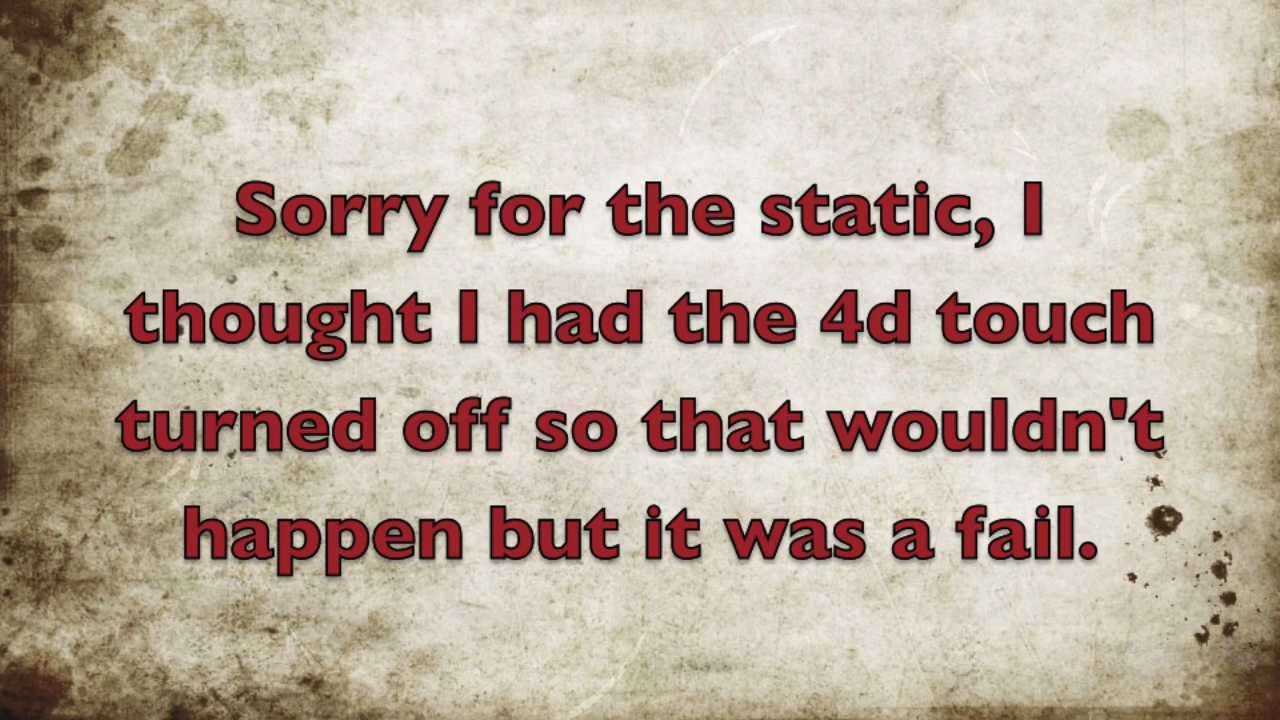 Sorry for the static, I
thought I had the 4d touch
turned off so that wouldn't
happen but it was a fail.